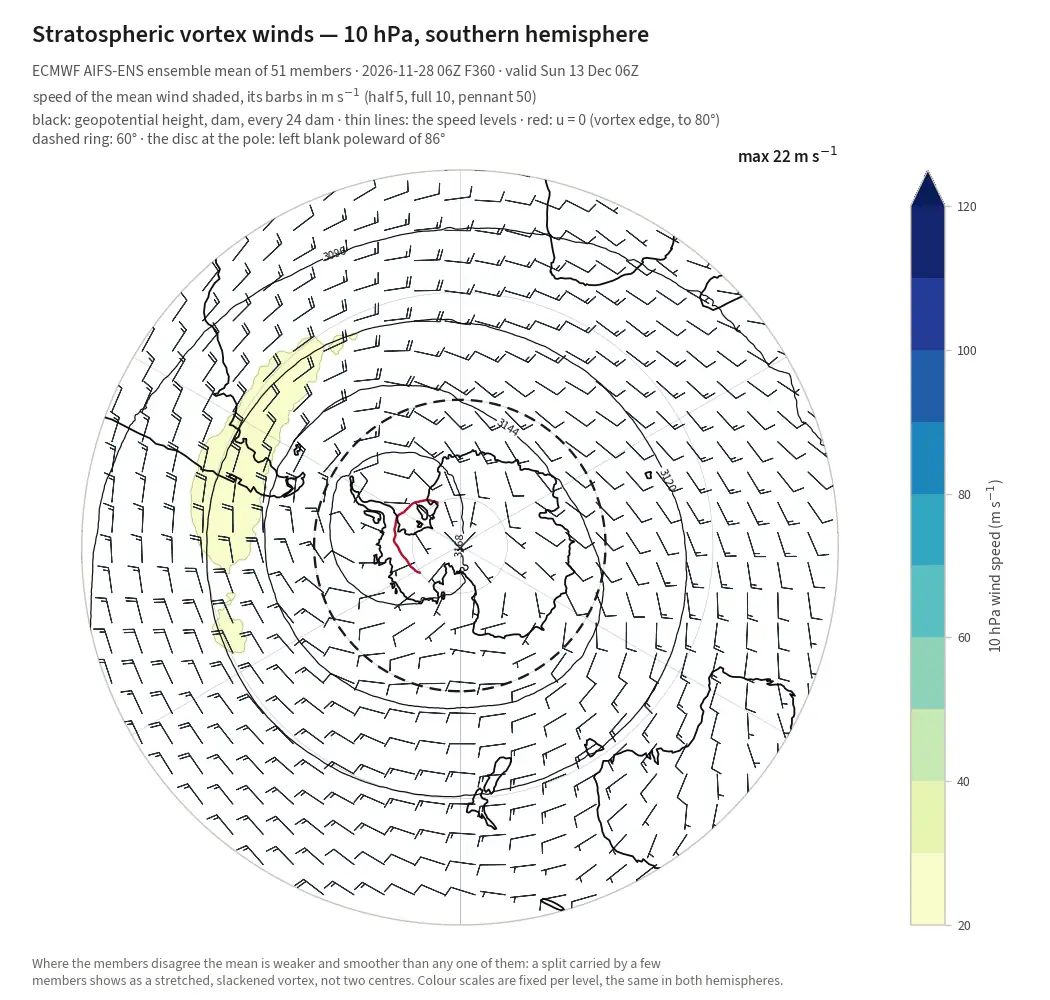 Stratospheric vortex winds — 10 hPa, southern hemisphere
ECMWF AIFS-ENS ensemble mean of 51 members · 2026-11-28 06Z F360 · valid Sun 13 Dec 06Z
speed of the mean wind shaded, its barbs in m s⁻¹ (half 5, full 10, pennant 50)
black: geopotential height, dam, every 24 dam · thin lines: the speed levels · red: u = 0 (vortex edge, to 80°)
dashed ring: 60° · the disc at the pole: left blank poleward of 86°
max 22 m s⁻¹
120
100
80
60
40
20
10 hPa wind speed (m s⁻¹)
3096
3144
3120
3168
Where the members disagree the mean is weaker and smoother than any one of them: a split carried by a few
members shows as a stretched, slackened vortex, not two centres. Colour scales are fixed per level, the same in both hemispheres.